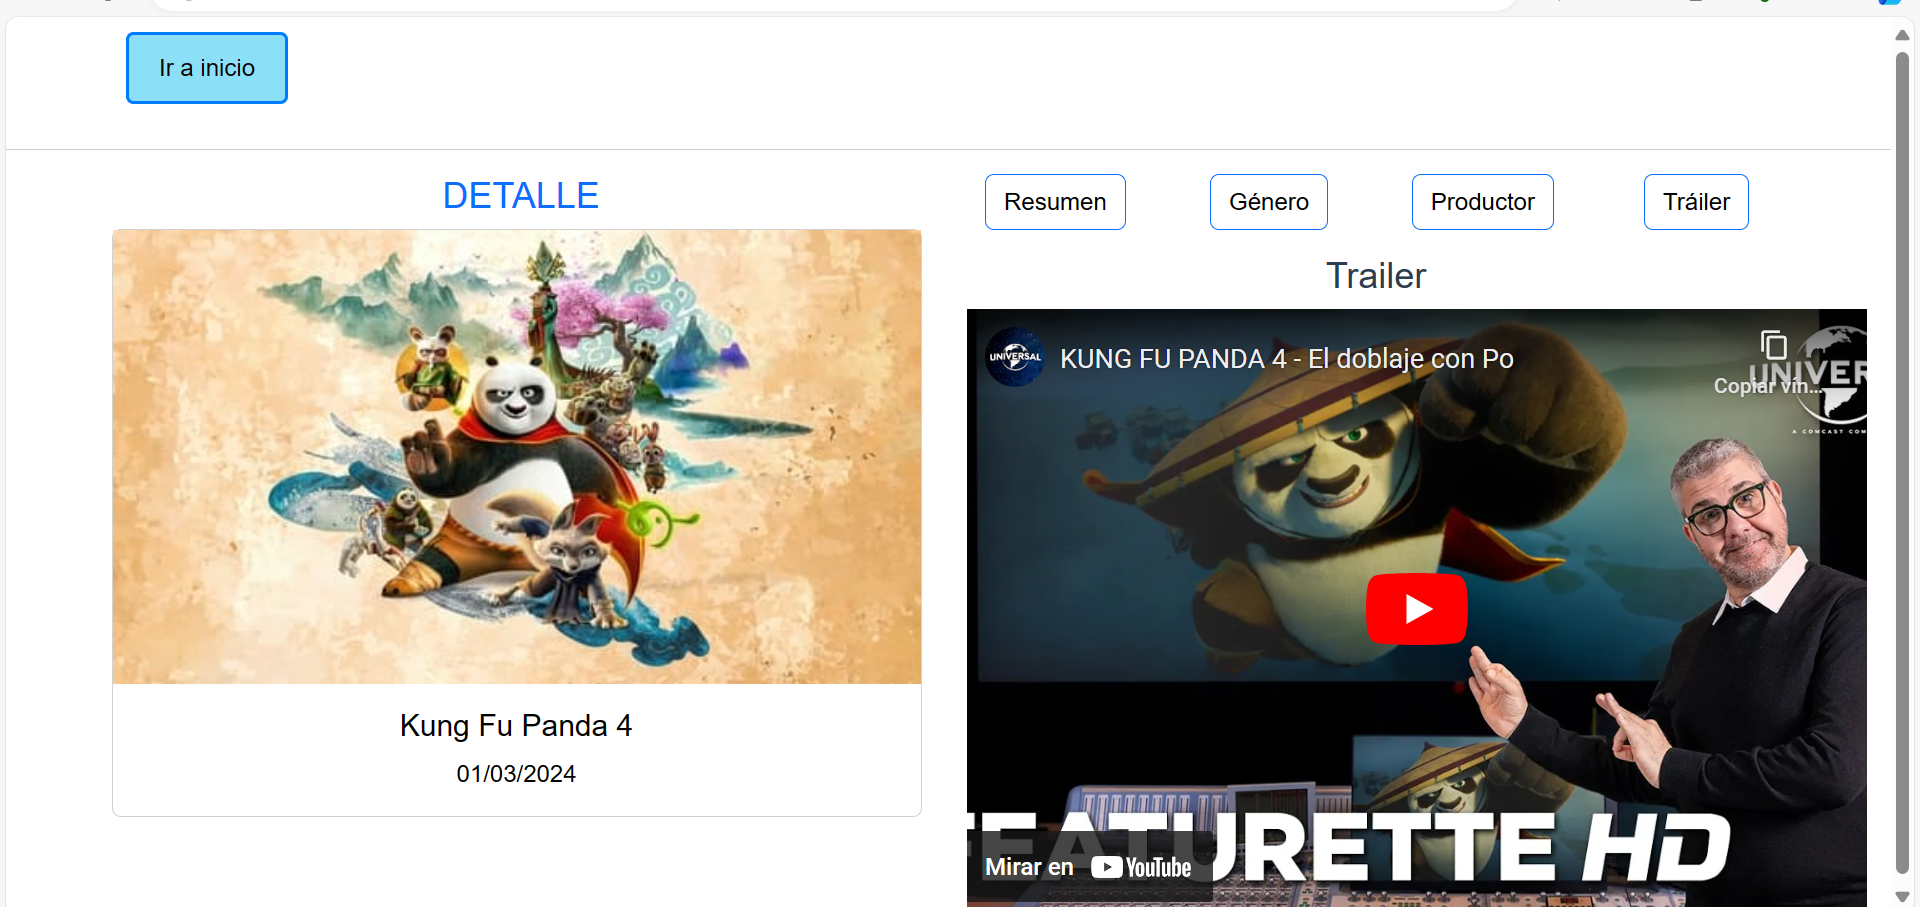 Ir a inicio
DETALLE
Resumen
Género
Productor
Tráiler
Trailer
UNIVERSAL
KUNG FU PANDA 4 - El doblaje con Po
Copiar vín...
UNIVER
A COMCAST COM
Kung Fu Panda 4
01/03/2024
FEATURETTE HD
Mirar en YouTube